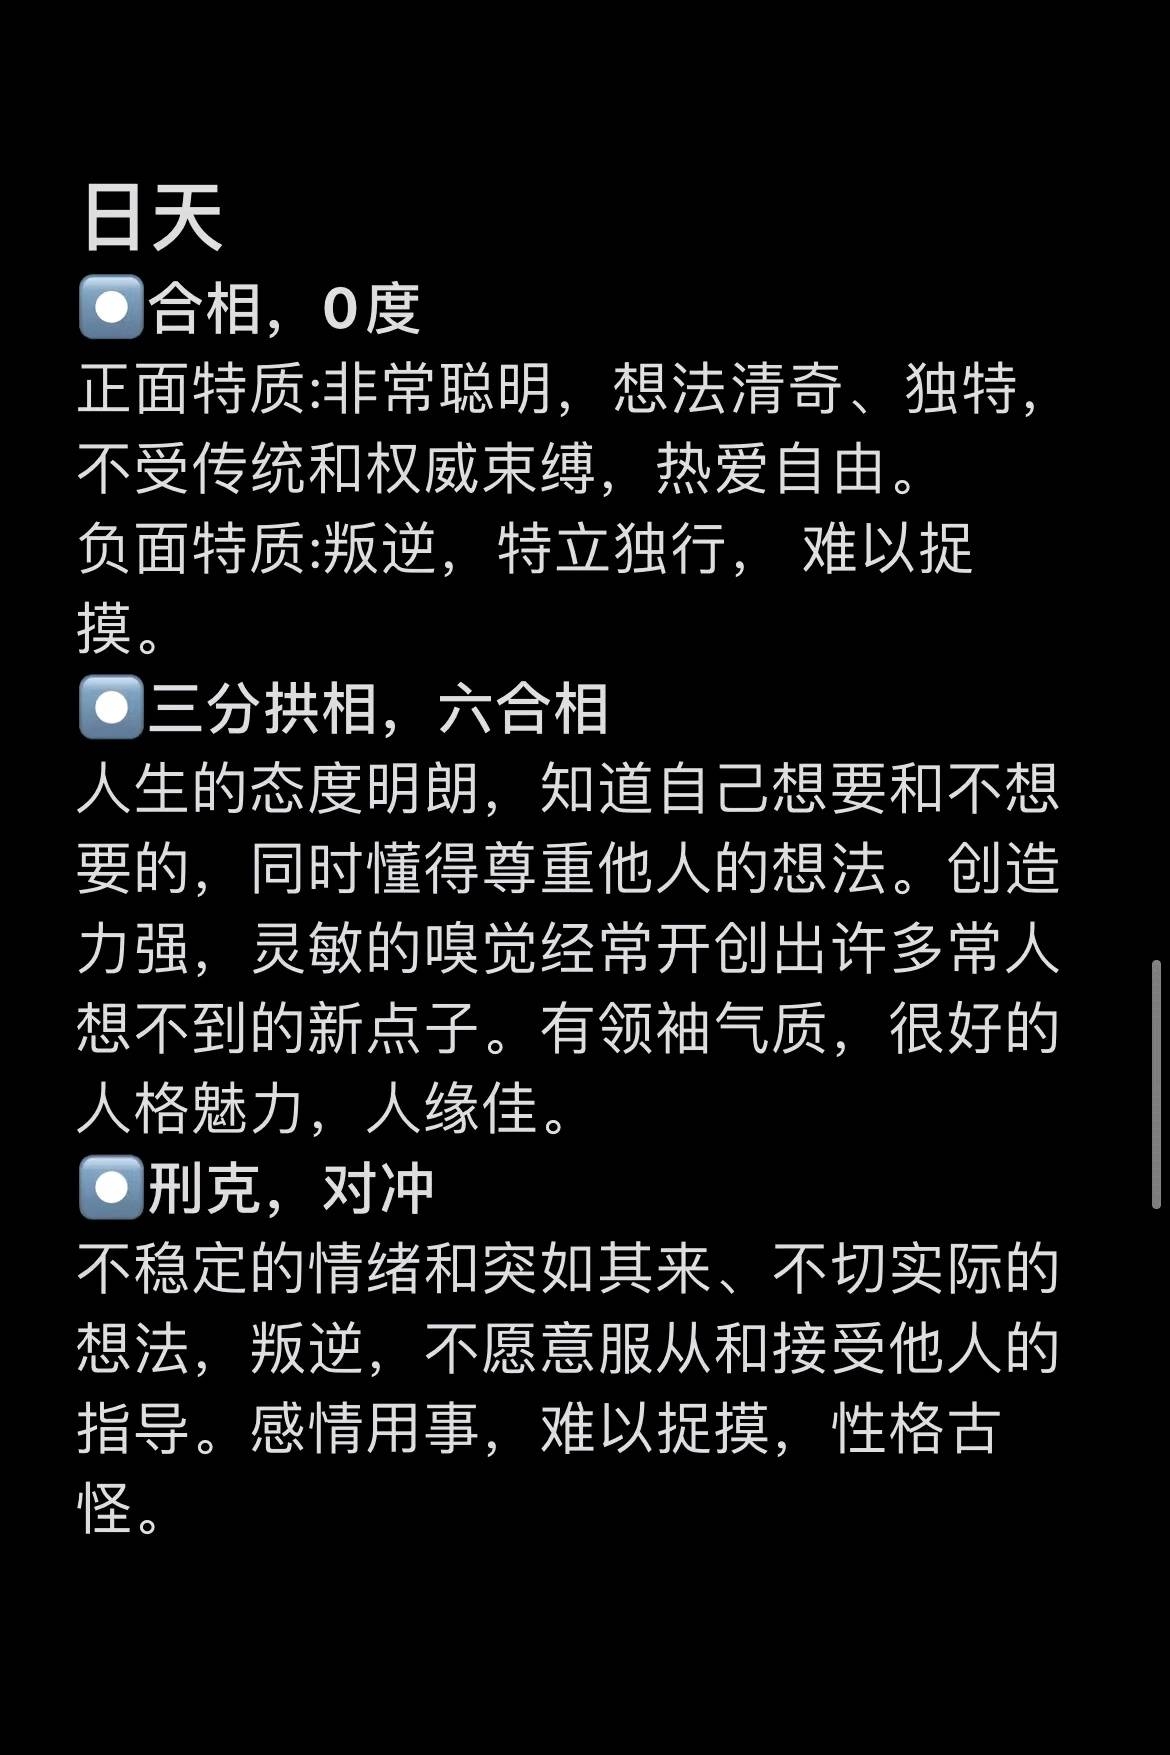 日天
⏺合相，0度
正面特质:非常聪明，想法清奇、独特，
不受传统和权威束缚，热爱自由。
负面特质:叛逆，特立独行， 难以捉
摸。
⏺三分拱相，六合相
人生的态度明朗，知道自己想要和不想
要的，同时懂得尊重他人的想法。创造
力强，灵敏的嗅觉经常开创出许多常人
想不到的新点子。有领袖气质，很好的
人格魅力，人缘佳。
⏺刑克，对冲
不稳定的情绪和突如其来、不切实际的
想法，叛逆，不愿意服从和接受他人的
指导。感情用事，难以捉摸，性格古
怪。